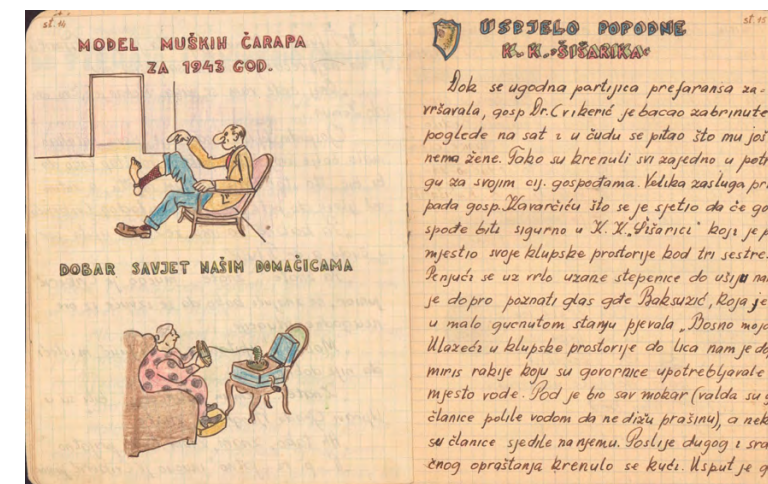 st. 14
MODEL MUŠKIH ČARAPA
ZA 1943 GOD.
DOBAR SAVJET NAŠIM DOMAČICAMA
st. 15
USPJELO POPODNE
K. K. „ŠIŠARIKA“
Dok se ugodna partijica preferansa za-
vršavala, gosp Dr. Cvikerić je bacao zabrinute
poglede na sat i u čudu se pitao što mu još
nema žene. Tako su krenuli svi zajedno u potr
gu za svojim cij. gospođama. Velika zasluga pri
pada gosp. Kavarčiću što se je sjetio da će go
spođe biti sigurno u K. K. „Šišarici“ koji je p
mjestio svoje klupske prostorije kod tri sestre.
Penjući se uz vrlo uzane stepenice do ušiju nam
je dopro poznati glas gđe Baksuzić, koja je
u malo gucnutom stanju pjevala „Bosno moja
Ulazeći u klupske prostorije do lica nam je do
miris rakije koju su govornice upotrebljavale
mjesto vode. Pod je bio sav mokar (valda su g
članice polile vodom da ne dižu prašinu), a nek
su članice sjedile na njemu. Poslije dugog i srd
čnog opraštanja krenulo se kući. Usput je g